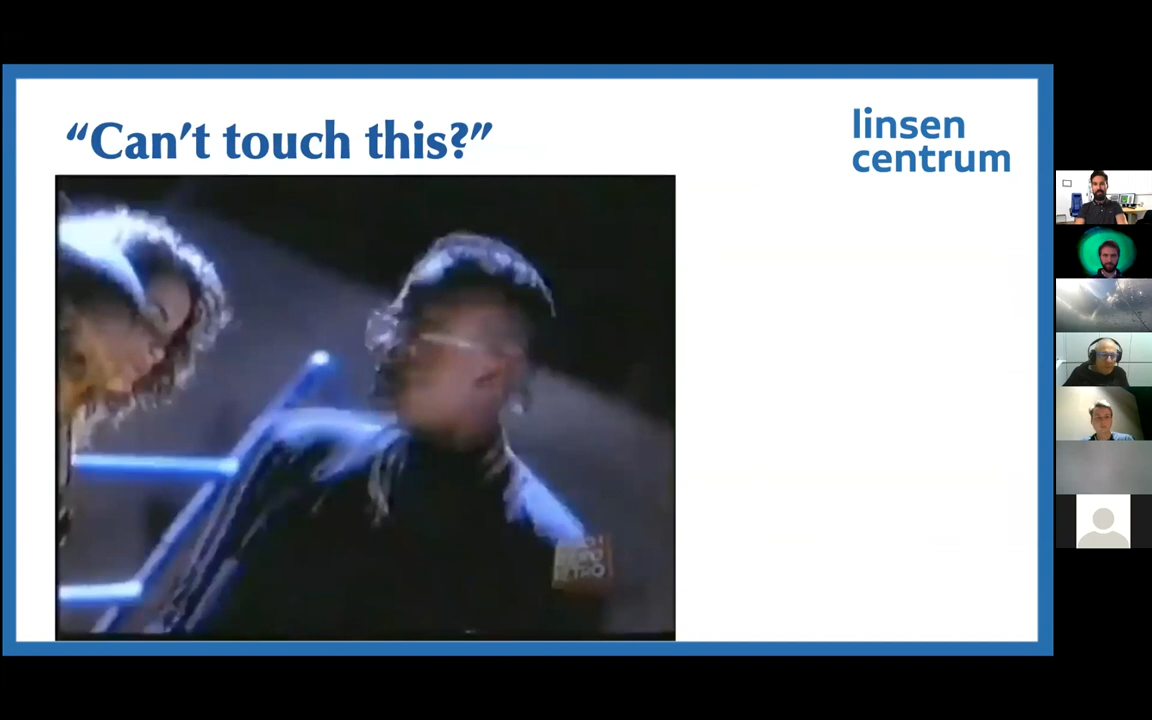 “Can’t touch this?”
linsen
centrum